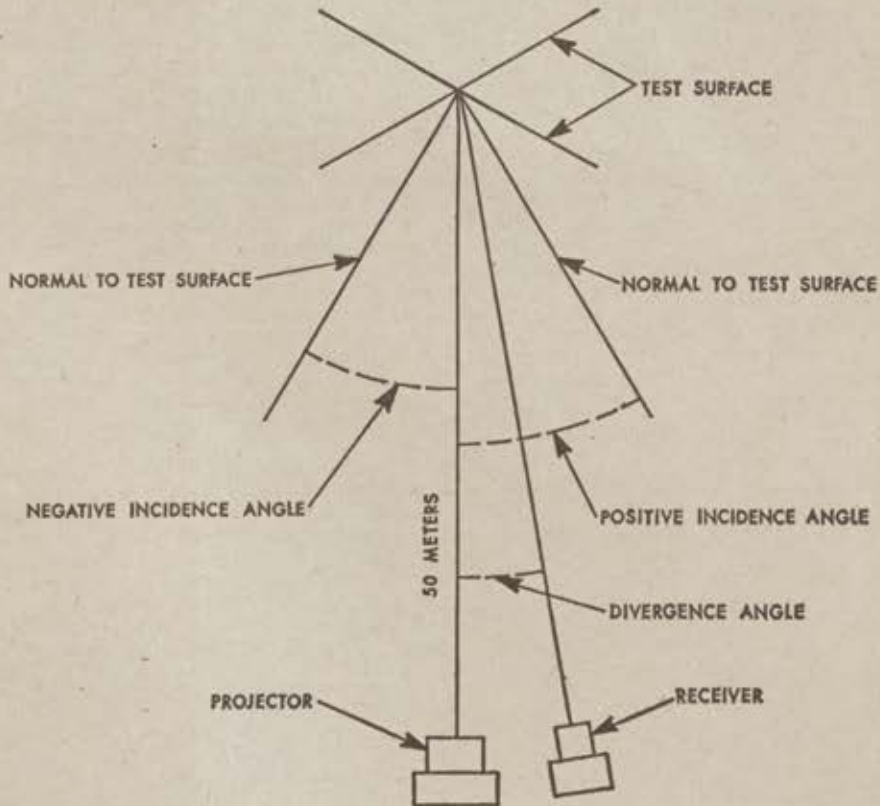 TEST SURFACE
NORMAL TO TEST SURFACE
NORMAL TO TEST SURFACE
NEGATIVE INCIDENCE ANGLE
50 METERS
POSITIVE INCIDENCE ANGLE
DIVERGENCE ANGLE
PROJECTOR
RECEIVER